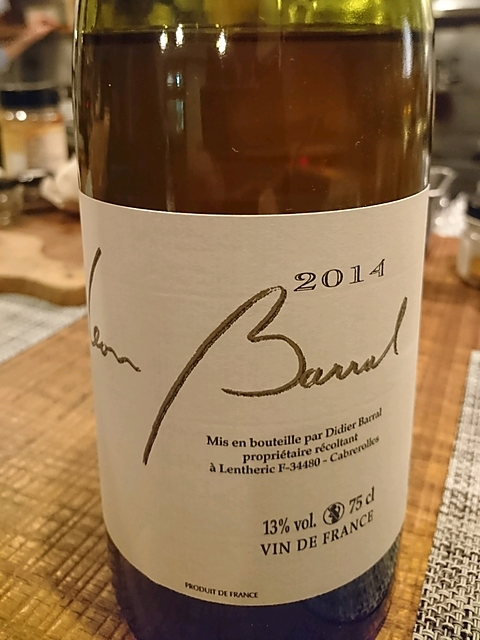 2014
Leon Barral
Mis en bouteille par Didier Barral
propriétaire récoltant
à Lentheric F-34480 - Cabrerolles
13% vol. 75 cl
VIN DE FRANCE
PRODUIT DE FRANCE